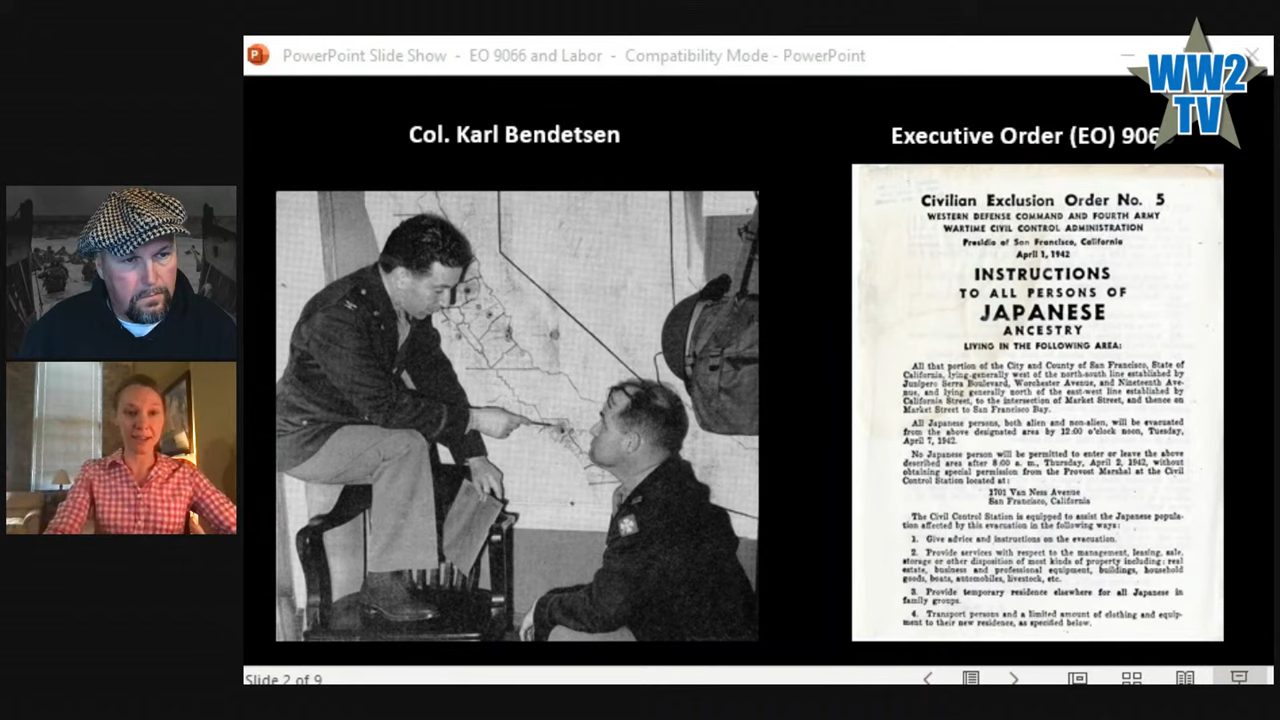 PowerPoint Slide Show - EO 9066 and Labor - Compatibility Mode - PowerPoint
WW2
TV
Col. Karl Bendetsen
Executive Order (EO) 906
Civilian Exclusion Order No. 5
WESTERN DEFENSE COMMAND AND FOURTH ARMY
WARTIME CIVIL CONTROL ADMINISTRATION
Presidio of San Francisco, California
April 1, 1942
INSTRUCTIONS
TO ALL PERSONS OF
JAPANESE
ANCESTRY
LIVING IN THE FOLLOWING AREA:
All that portion of the City and County of San Francisco, State of
California, lying generally west of the north-south line established by
Junipero Serra Boulevard, Worchester Avenue, and Nineteenth Ave-
nue, and lying generally north of the east-west line established by
California Street, to the intersection of Market Street, and thence on
Market Street to San Francisco Bay.
All Japanese persons, both alien and non-alien, will be evacuated
from the above designated area by 12:00 o'clock noon, Tuesday,
April 7, 1942.
No Japanese person will be permitted to enter or leave the above
described area after 8:00 a. m., Thursday, April 2, 1942, without
obtaining special permission from the Provost Marshal at the Civil
Control Station located at:
1701 Van Ness Avenue
San Francisco, California
The Civil Control Station is equipped to assist the Japanese popula-
tion affected by this evacuation in the following ways:
1. Give advice and instructions on the evacuation.
2. Provide services with respect to the management, leasing, sale,
storage or other disposition of most kinds of property including: real
estate, business and professional equipment, buildings, household
goods, boats, automobiles, livestock, etc.
3. Provide temporary residence elsewhere for all Japanese in
family groups.
4. Transport persons and a limited amount of clothing and equip-
ment to their new residence, as specified below.
Slide 2 of 9